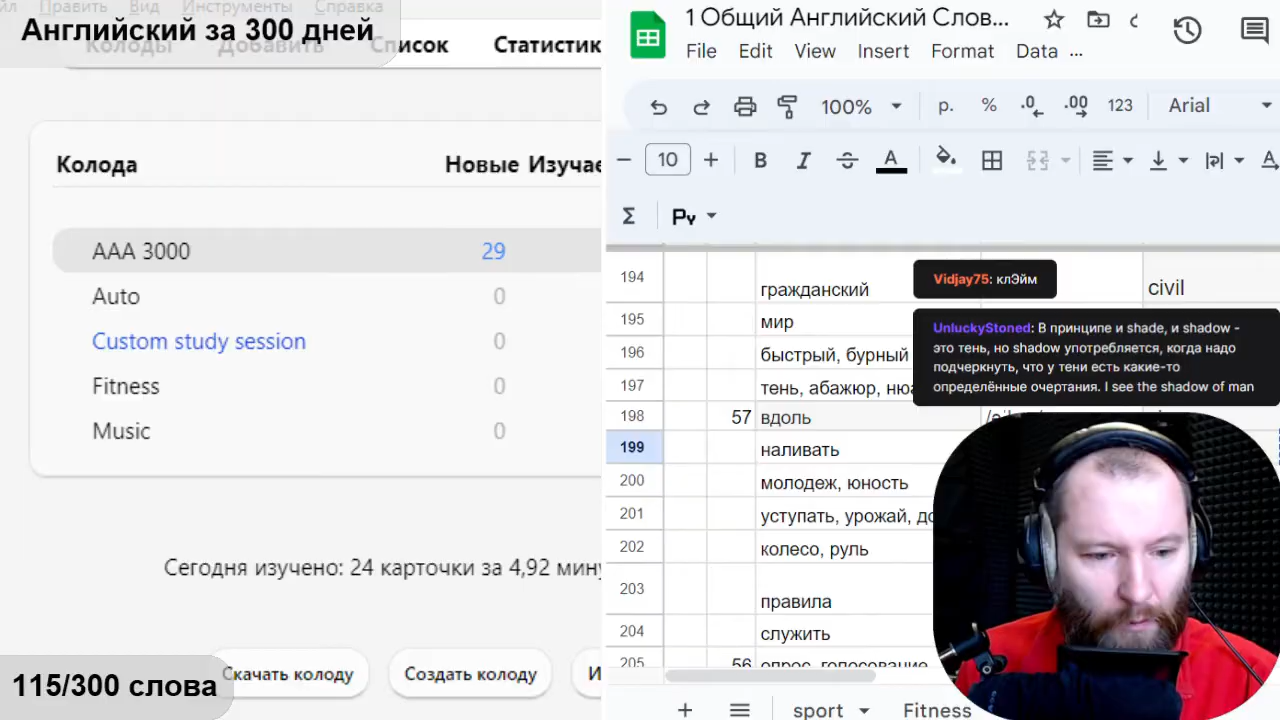 Править Вид Инструменты Справка
Английский за 300 дней
Колоды Добавить Список Статистик
Колода Новые Изучае
AAA 3000 29
Auto 0
Custom study session 0
Fitness 0
Music 0
Сегодня изучено: 24 карточки за 4,92 мину
Скачать колоду Создать колоду И
115/300 слова
1 Общий Английский Слов...
File Edit View Insert Format Data ...
100% р. % .0 .00 123 Arial
10 B I A
Σ Py
194 гражданский civil
195 мир
196 быстрый, бурный
197 тень, абажур, нюа
198 57 вдоль
199 наливать
200 молодеж, юность
201 уступать, урожай, до
202 колесо, руль
203 правила
204 служить
205 56 опрос, голосование
Vidjay75: клЭйм
UnluckyStoned: В принципе и shade, и shadow -
это тень, но shadow употребляется, когда надо
подчеркнуть, что у тени есть какие-то
определённые очертания. I see the shadow of man
sport Fitness